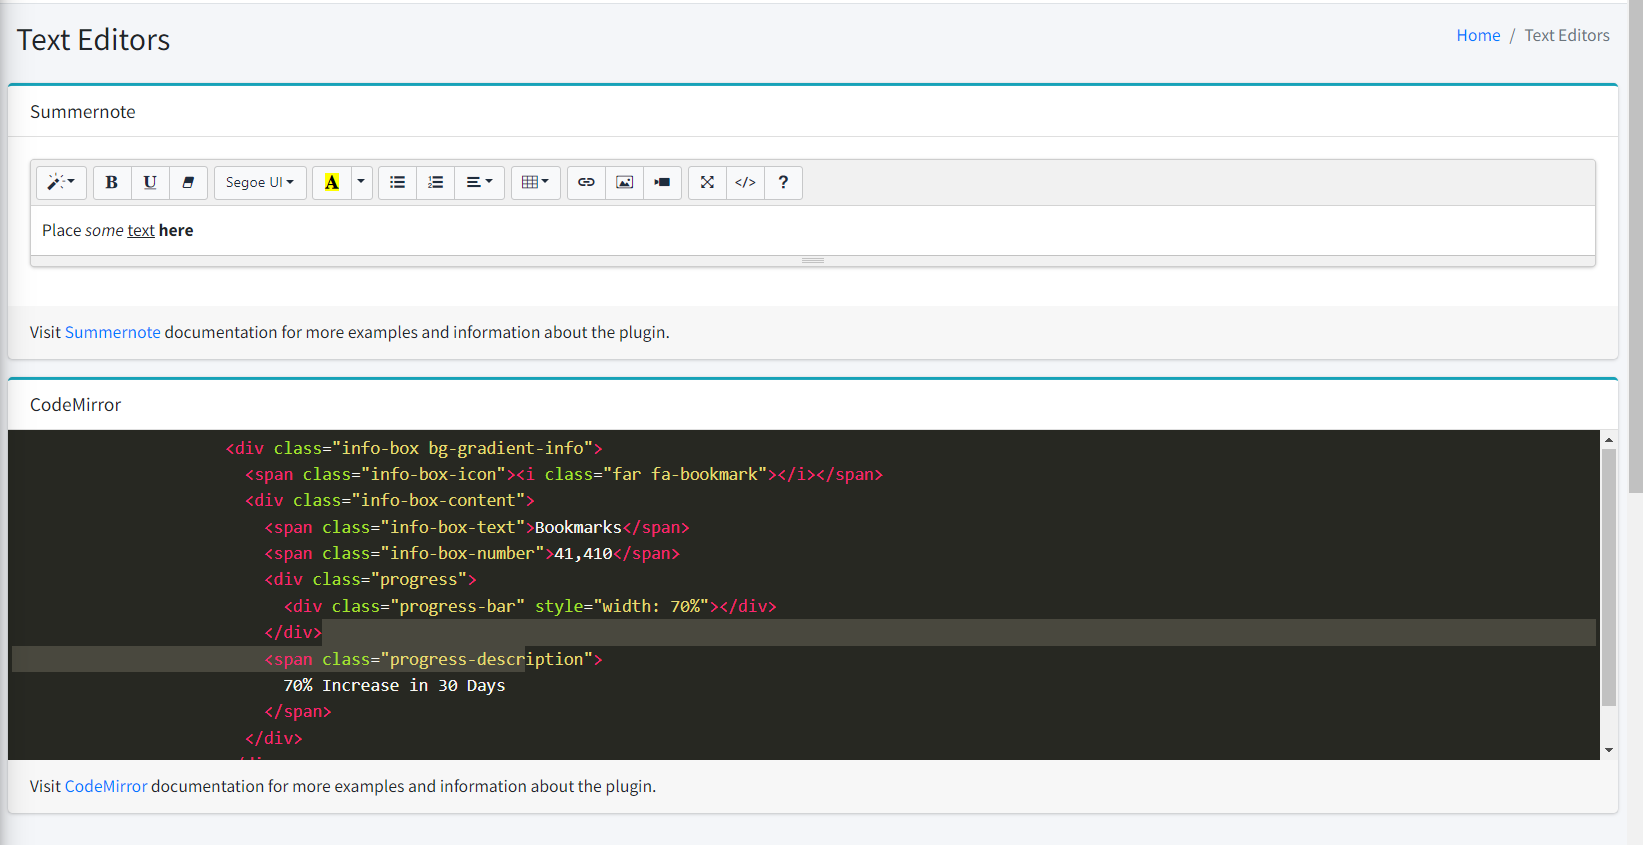 Text Editors
Home / Text Editors
Summernote
B U Segoe UI A </> ?
Place some text here
Visit Summernote documentation for more examples and information about the plugin.
CodeMirror
<div class="info-box bg-gradient-info">
<span class="info-box-icon"><i class="far fa-bookmark"></i></span>
<div class="info-box-content">
<span class="info-box-text">Bookmarks</span>
<span class="info-box-number">41,410</span>
<div class="progress">
<div class="progress-bar" style="width: 70%"></div>
</div>
<span class="progress-description">
70% Increase in 30 Days
</span>
</div>
Visit CodeMirror documentation for more examples and information about the plugin.